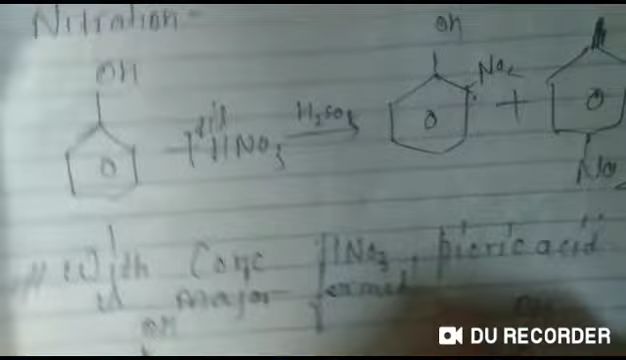 Nitration -
OH
OH
NO2
+ dil HNO3 H2SO4 +
NO2
// With Conc HNO3, picric acid
is major formed
OH
DU RECORDER